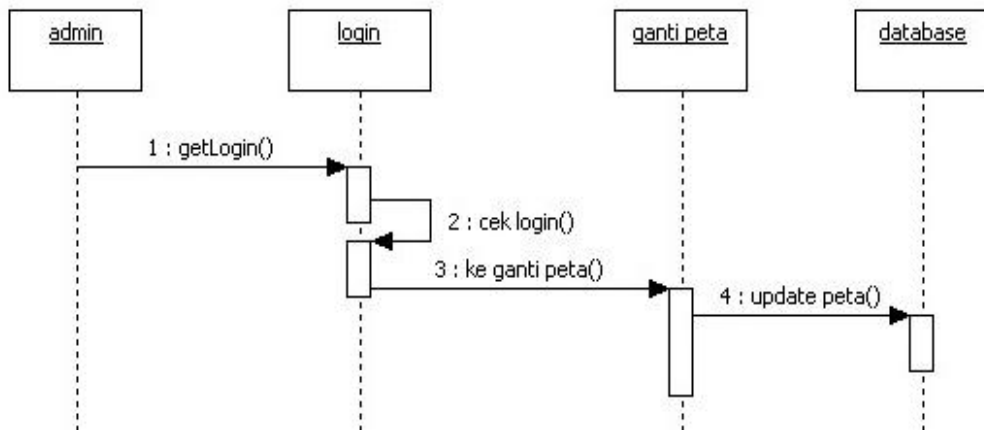 admin
login
ganti peta
database
1 : getLogin()
2 : cek login()
3 : ke ganti peta()
4 : update peta()